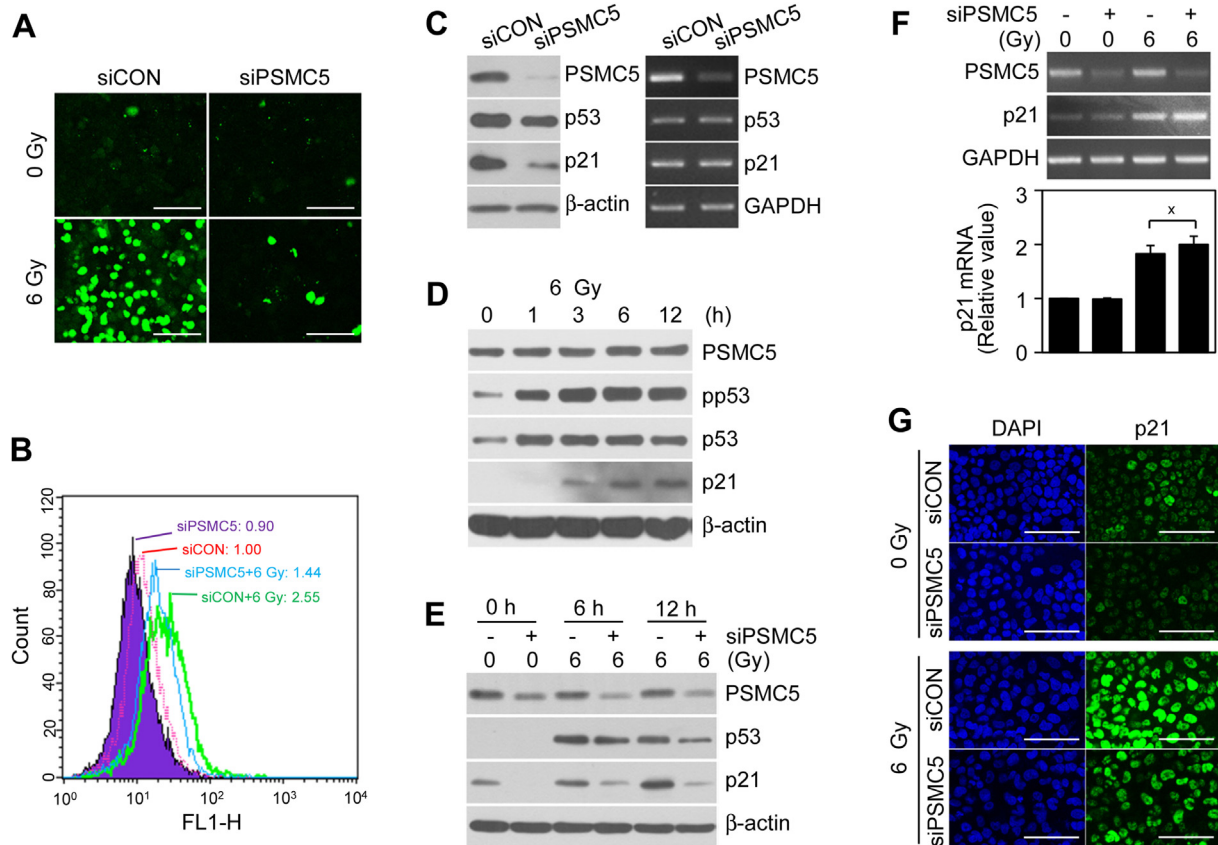 A
siCON siPSMC5
0 Gy
6 Gy
B
Count
120
100
80
60
40
20
0
siPSMC5: 0.90
siCON: 1.00
siPSMC5+6 Gy: 1.44
siCON+6 Gy: 2.55
10⁰ 10¹ 10² 10³ 10⁴
FL1-H
C
siCON siPSMC5 siCON siPSMC5
PSMC5 PSMC5
p53 p53
p21 p21
β-actin GAPDH
D
6 Gy
0 1 3 6 12 (h)
PSMC5
pp53
p53
p21
β-actin
E
0 h 6 h 12 h
- + - + - + siPSMC5
0 0 6 6 6 6 (Gy)
PSMC5
p53
p21
β-actin
F
siPSMC5 - + - +
(Gy) 0 0 6 6
PSMC5
p21
GAPDH
p21 mRNA
(Relative value)
3
2
1
0
x
G
DAPI p21
0 Gy
siCON
siPSMC5
6 Gy
siCON
siPSMC5